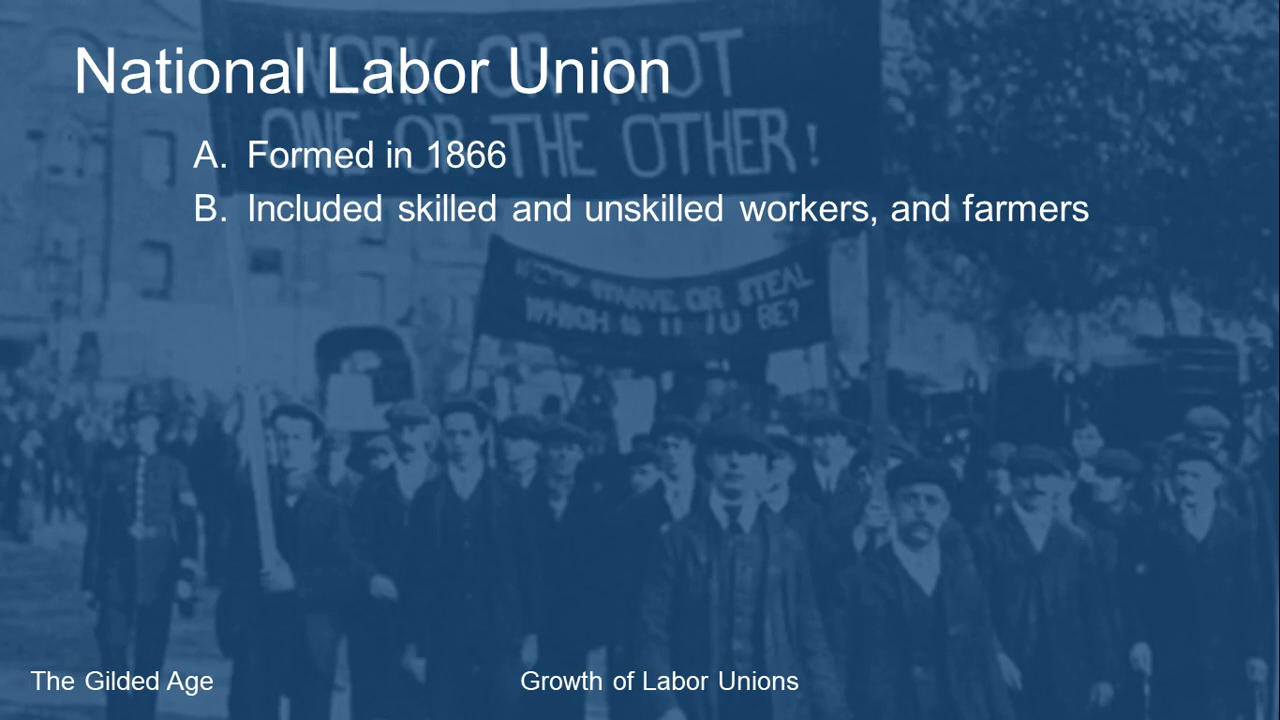 National Labor Union
WORK OR RIOT
ONE OR THE OTHER!
A. Formed in 1866
B. Included skilled and unskilled workers, and farmers
OR STEAL
WHICH IS IT TO BE?
The Gilded Age
Growth of Labor Unions